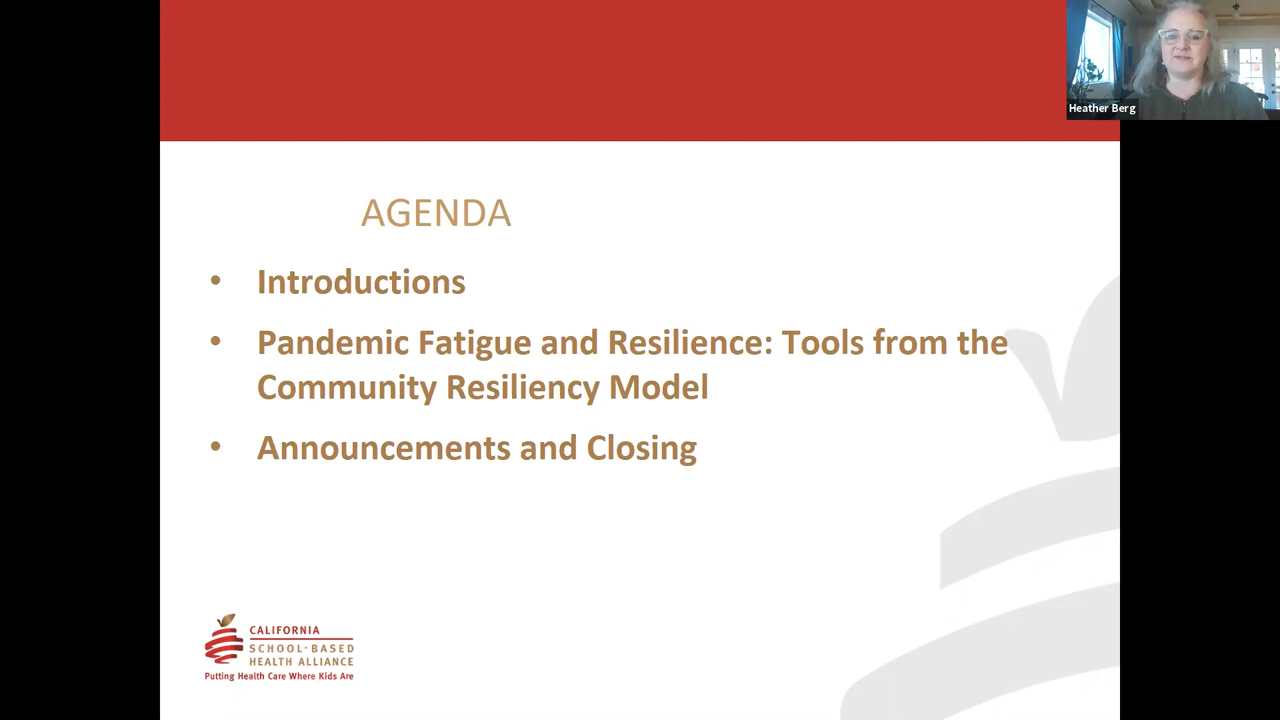 Heather Berg
AGENDA
• Introductions
• Pandemic Fatigue and Resilience: Tools from the
Community Resiliency Model
• Announcements and Closing
CALIFORNIA
SCHOOL-BASED
HEALTH ALLIANCE
Putting Health Care Where Kids Are